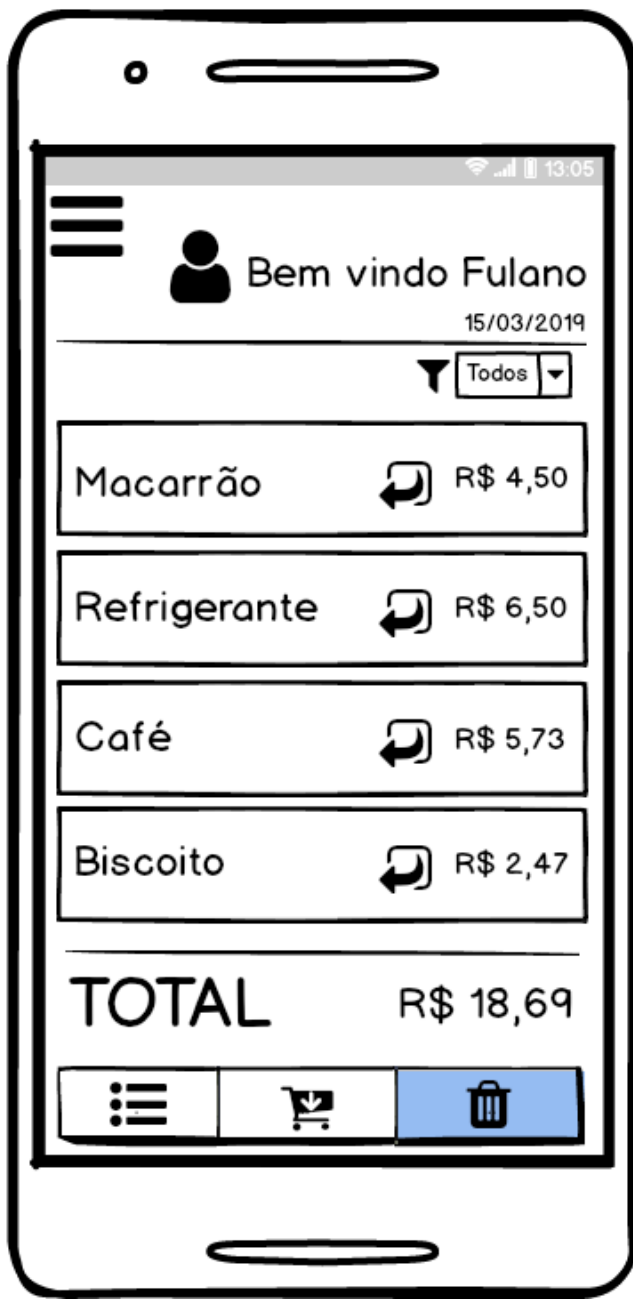 13:05
Bem vindo Fulano
15/03/2019
Todos
Macarrão R$ 4,50
Refrigerante R$ 6,50
Café R$ 5,73
Biscoito R$ 2,47
TOTAL R$ 18,69